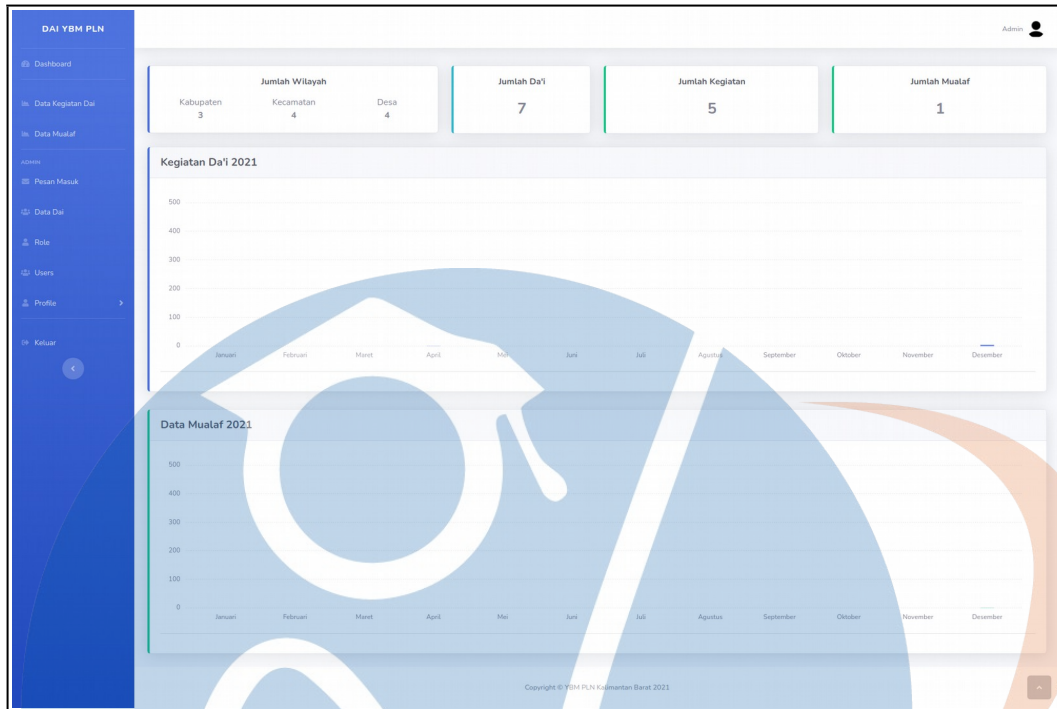 DAI YBM PLN
Admin
Dashboard
Data Kegiatan Dai
Data Mualaf
ADMIN
Pesan Masuk
Data Dai
Role
Users
Profile
Keluar
Jumlah Wilayah
Kabupaten Kecamatan Desa
3 4 4
Jumlah Da'i
7
Jumlah Kegiatan
5
Jumlah Mualaf
1
Kegiatan Da'i 2021
500
400
300
200
100
0
Januari Februari Maret April Mei Juni Juli Agustus September Oktober November Desember
Data Mualaf 2021
500
400
300
200
100
0
Januari Februari Maret April Mei Juni Juli Agustus September Oktober November Desember
Copyright © YBM PLN Kalimantan Barat 2021